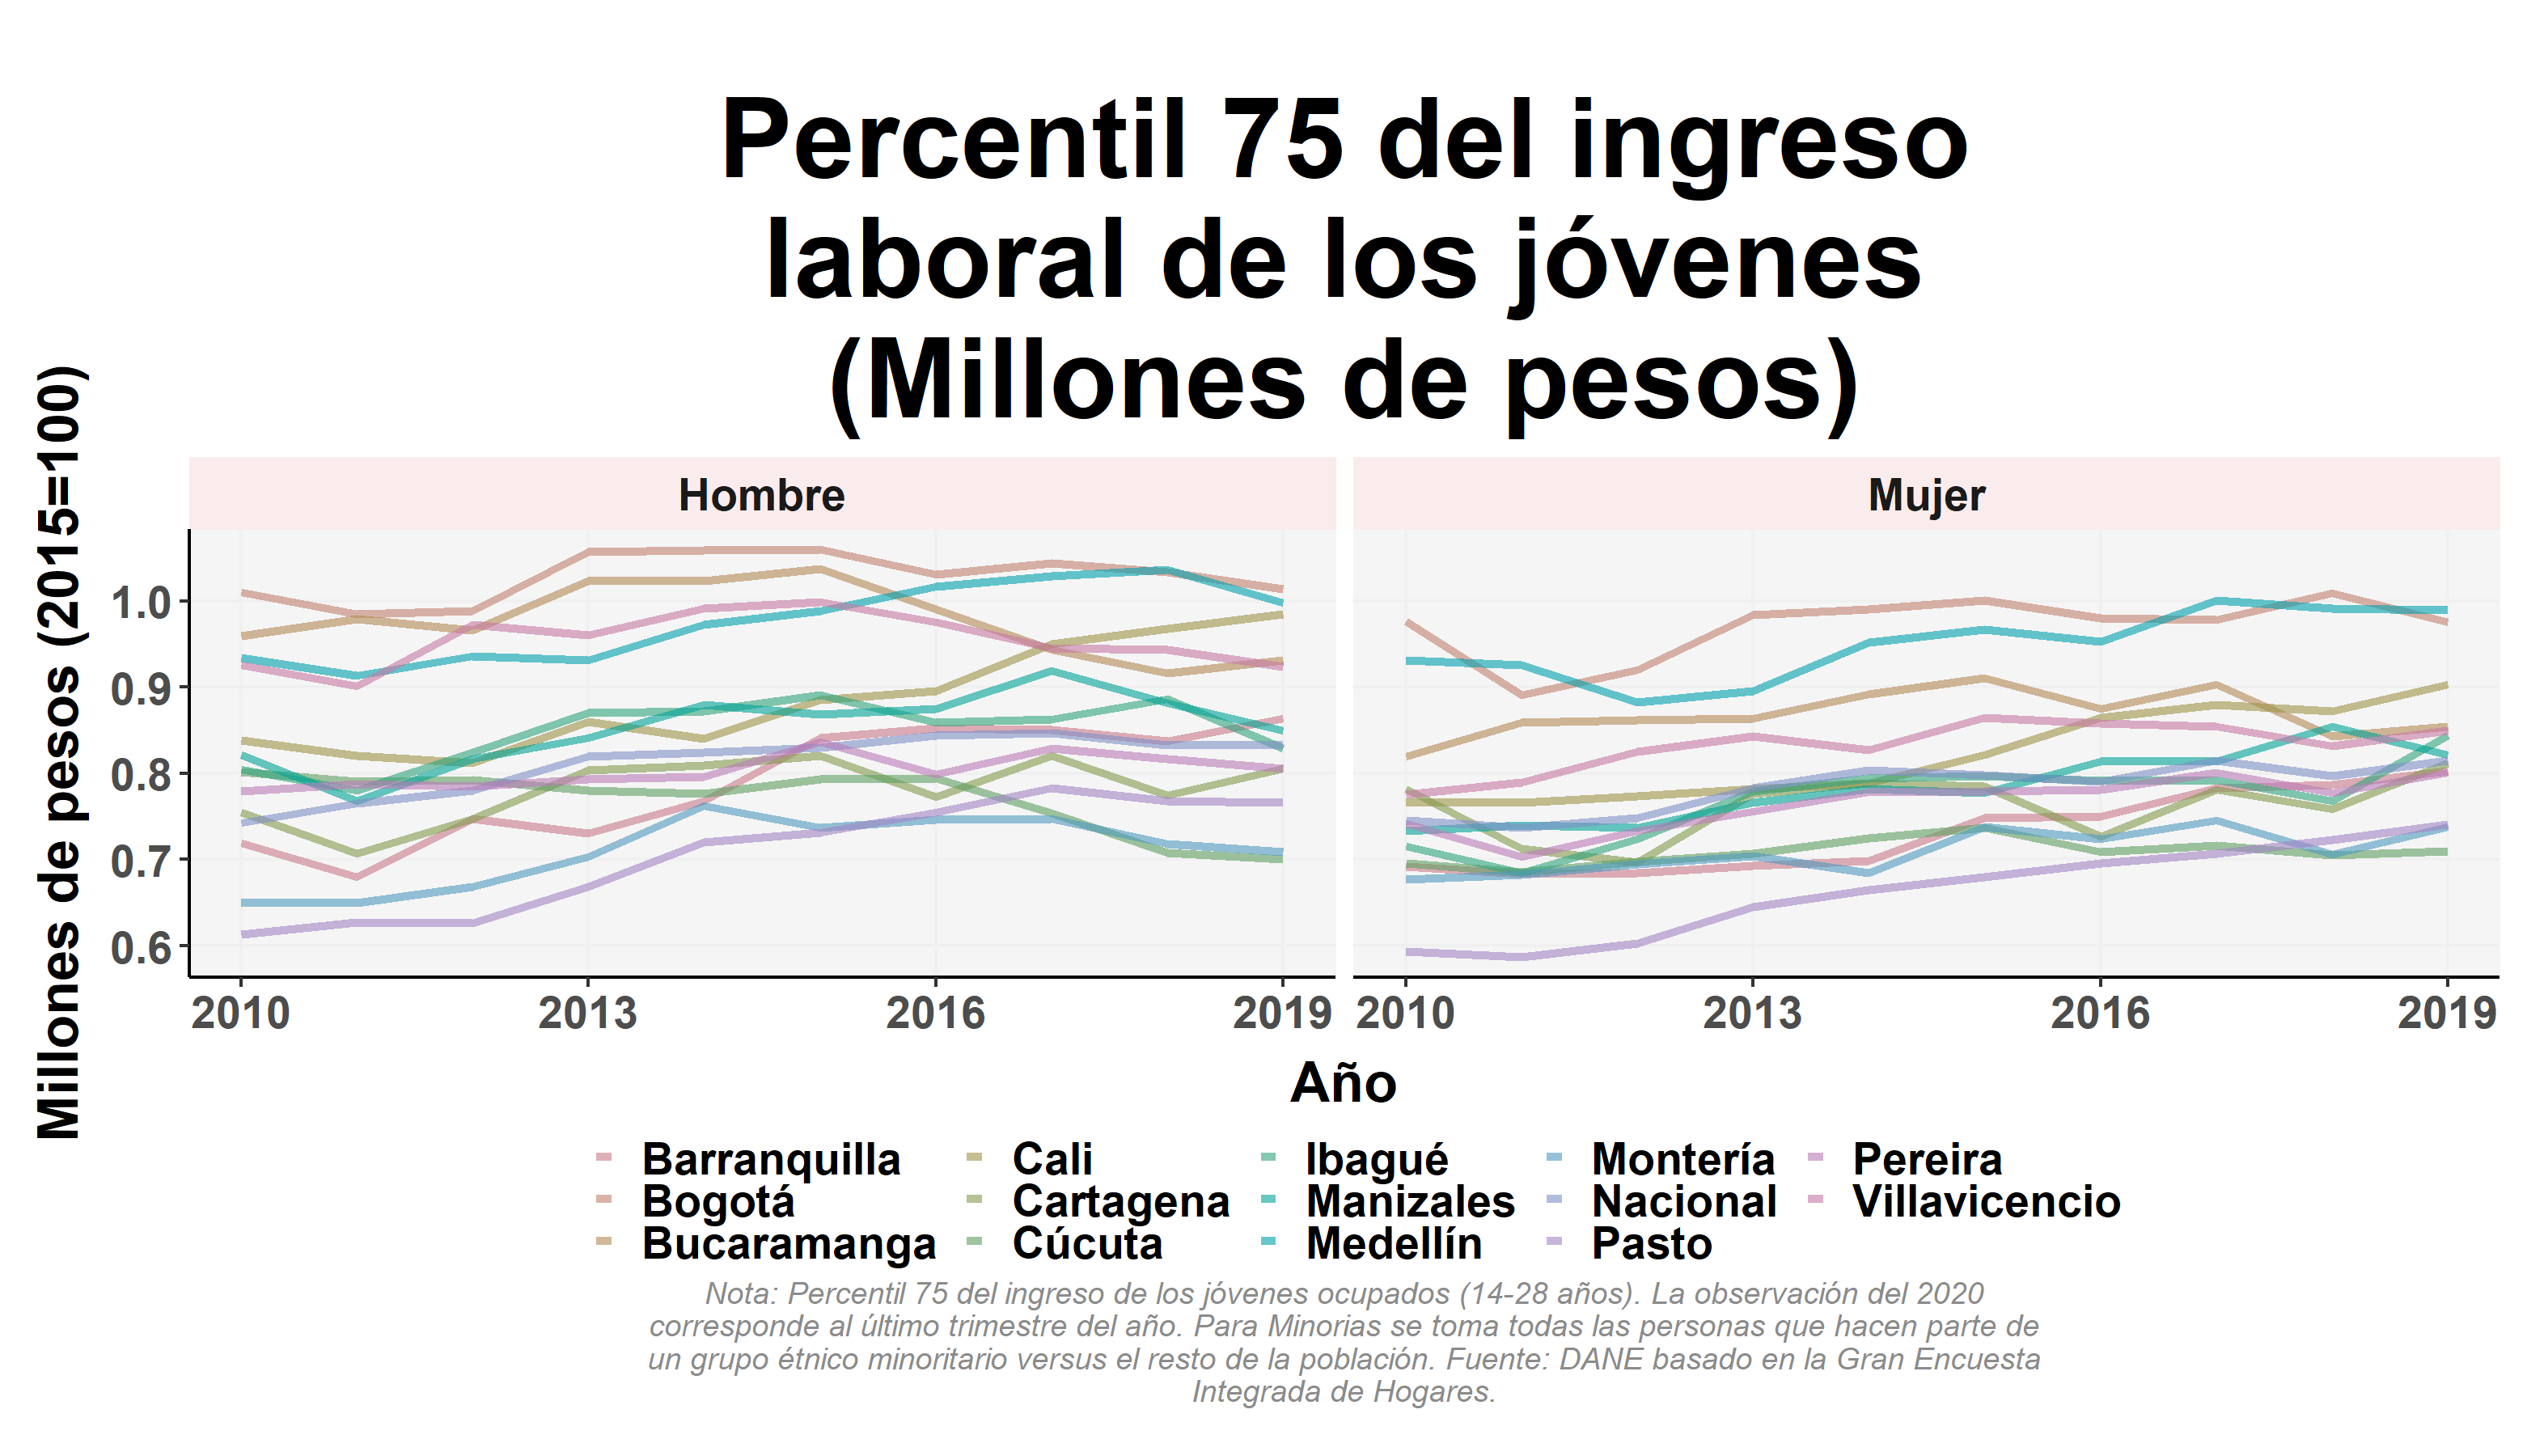 Percentil 75 del ingreso
laboral de los jóvenes
(Millones de pesos)
Millones de pesos (2015=100)
Hombre
Mujer
1.0
0.9
0.8
0.7
0.6
2010 2013 2016 2019 2010 2013 2016 2019
Año
Barranquilla Cali Ibagué Montería Pereira
Bogotá Cartagena Manizales Nacional Villavicencio
Bucaramanga Cúcuta Medellín Pasto
Nota: Percentil 75 del ingreso de los jóvenes ocupados (14-28 años). La observación del 2020
corresponde al último trimestre del año. Para Minorias se toma todas las personas que hacen parte de
un grupo étnico minoritario versus el resto de la población. Fuente: DANE basado en la Gran Encuesta
Integrada de Hogares.